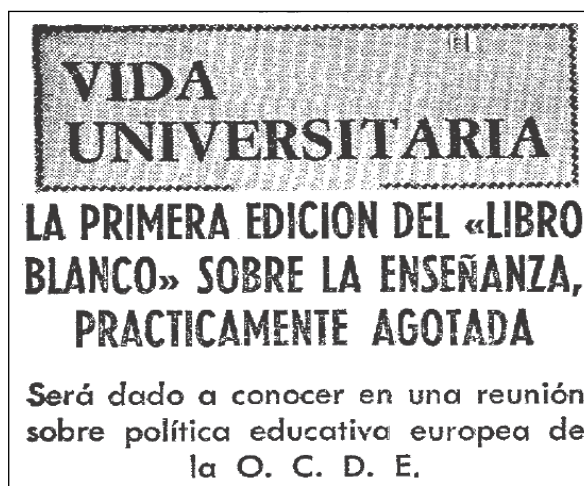 VIDA
UNIVERSITARIA
LA PRIMERA EDICION DEL «LIBRO
BLANCO» SOBRE LA ENSEÑANZA,
PRACTICAMENTE AGOTADA
Será dado a conocer en una reunión
sobre política educativa europea de
la O. C. D. E.